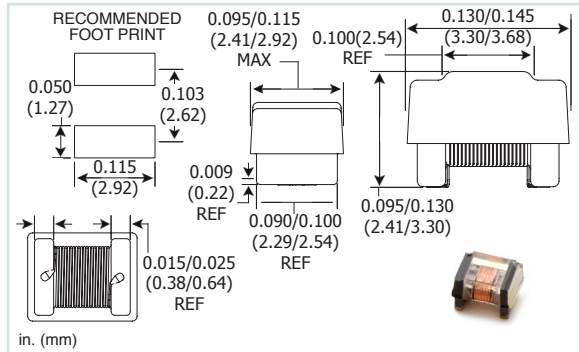 RECOMMENDED
FOOT PRINT
0.050
(1.27)
0.103
(2.62)
0.115
(2.92)
0.095/0.115
(2.41/2.92)
MAX
0.009
(0.22)
REF
0.090/0.100
(2.29/2.54)
REF
0.130/0.145
(3.30/3.68)
0.100(2.54)
REF
0.095/0.130
(2.41/3.30)
0.015/0.025
(0.38/0.64)
REF
in. (mm)